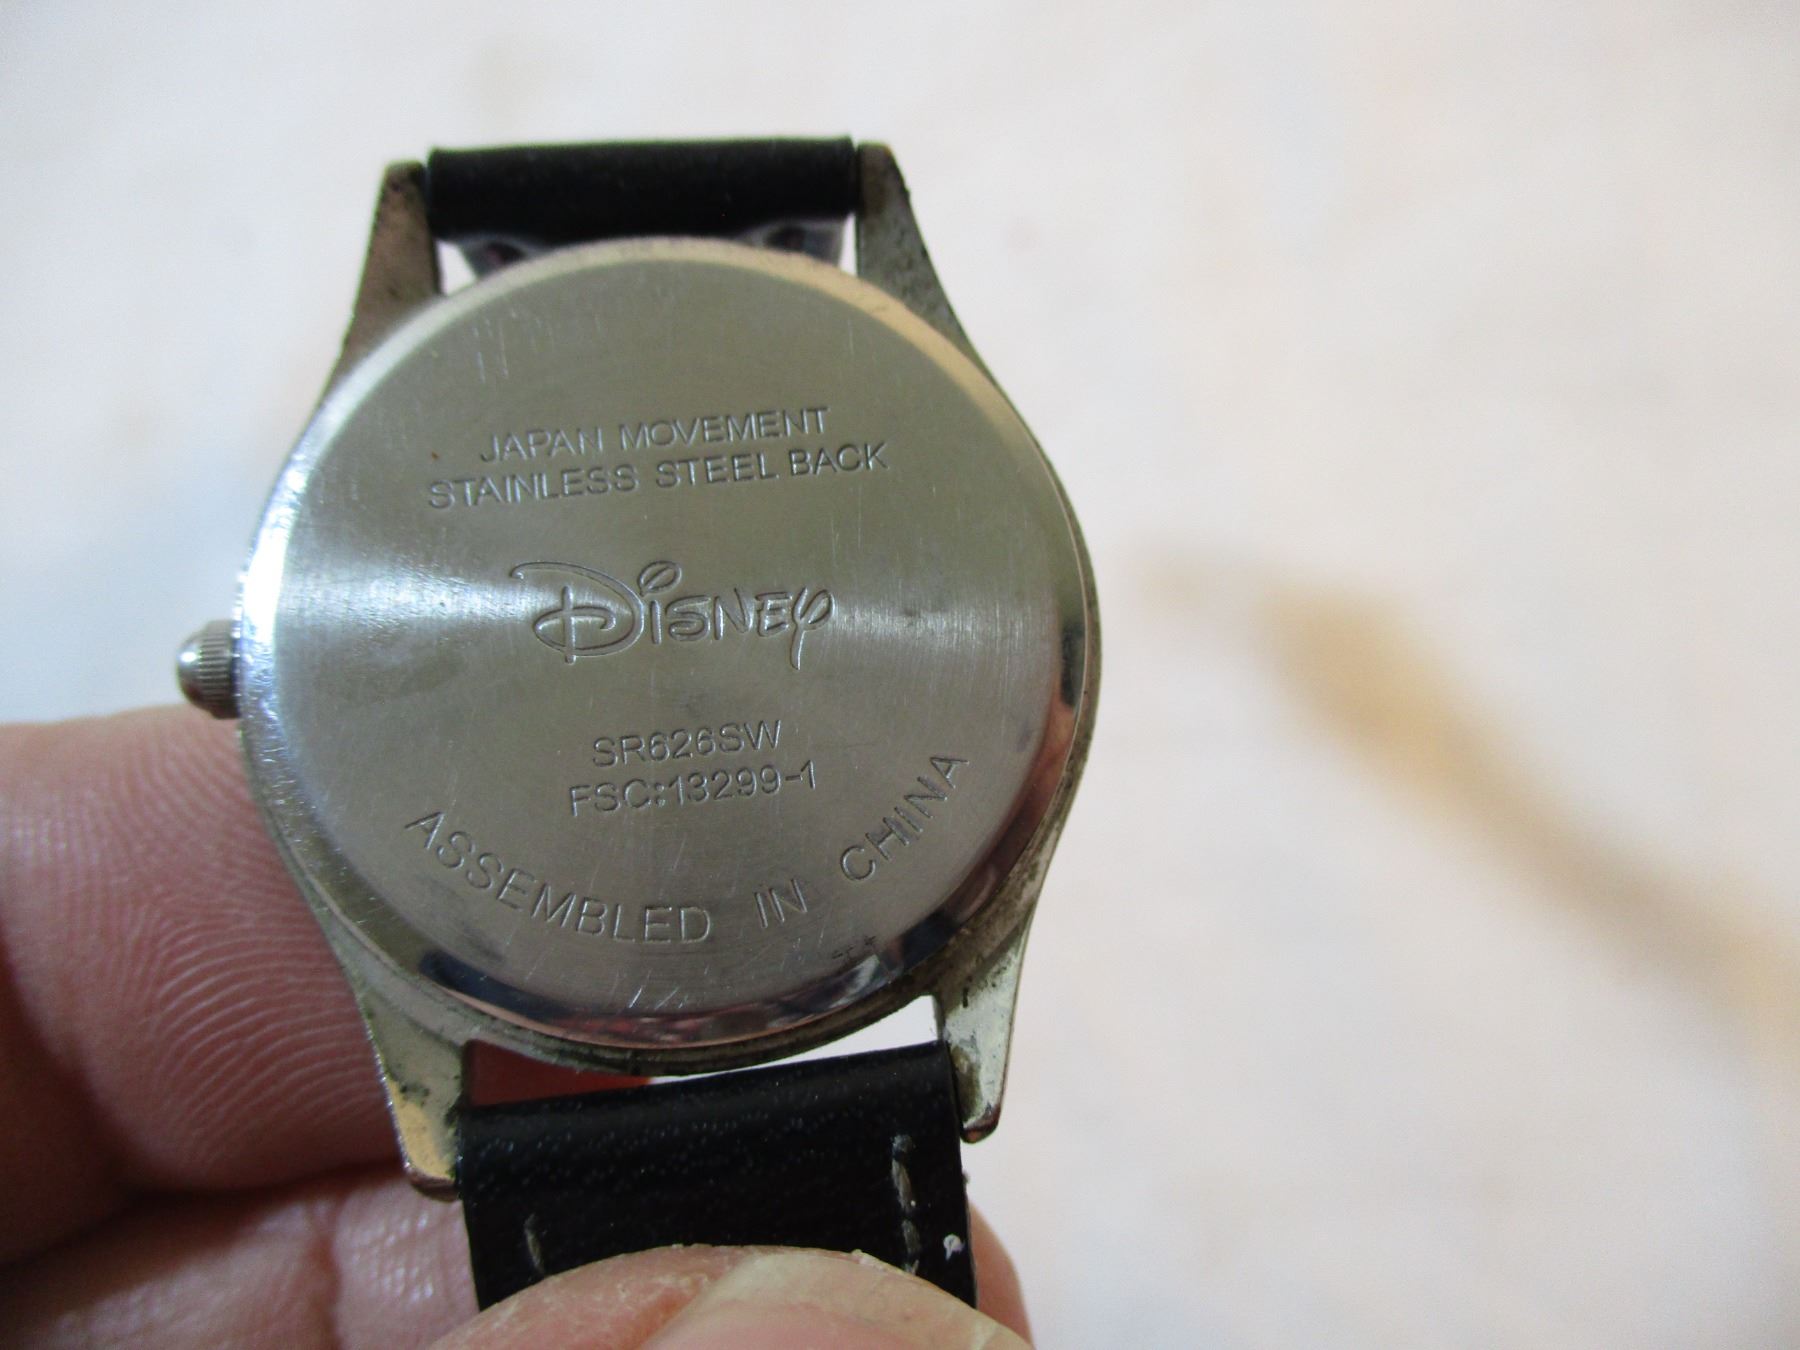 JAPAN MOVEMENT
STAINLESS STEEL BACK
Disney
SR626SW
FSC:13299-1
ASSEMBLED IN CHINA